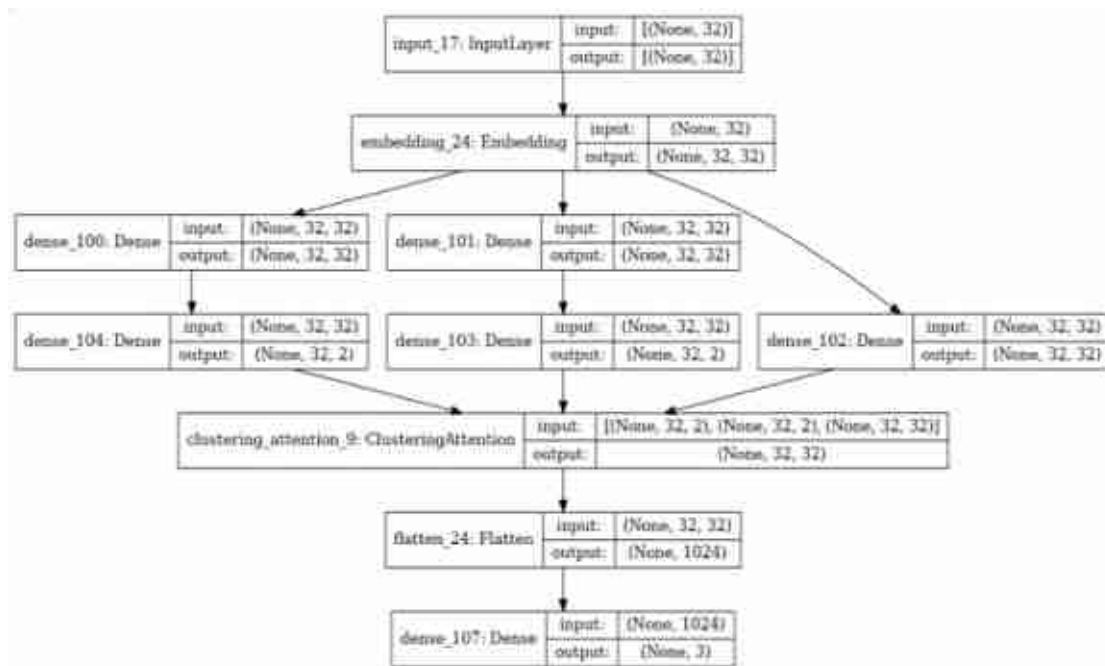 input_17: InputLayer input: [(None, 32)]
output: [(None, 32)]
embedding_24: Embedding input: (None, 32)
output: (None, 32, 32)
dense_100: Dense input: (None, 32, 32)
output: (None, 32, 32)
dense_101: Dense input: (None, 32, 32)
output: (None, 32, 32)
dense_104: Dense input: (None, 32, 32)
output: (None, 32, 2)
dense_103: Dense input: (None, 32, 32)
output: (None, 32, 2)
dense_102: Dense input: (None, 32, 32)
output: (None, 32, 32)
clustering_attention_9: ClusteringAttention input: [(None, 32, 2), (None, 32, 2), (None, 32, 32)]
output: (None, 32, 32)
flatten_24: Flatten input: (None, 32, 32)
output: (None, 1024)
dense_107: Dense input: (None, 1024)
output: (None, 3)